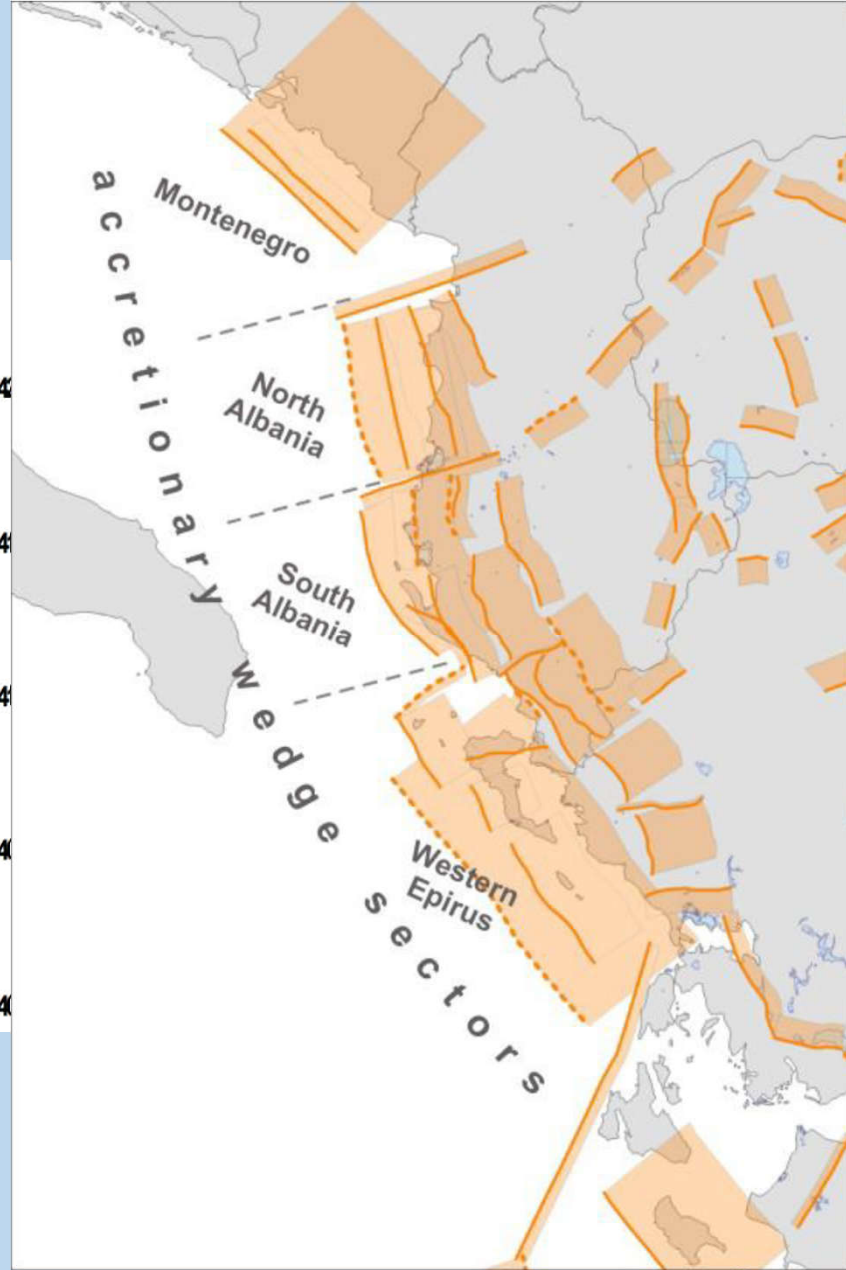 Montenegro
North
Albania
South
Albania
Western
Epirus
accretionary wedge sectors